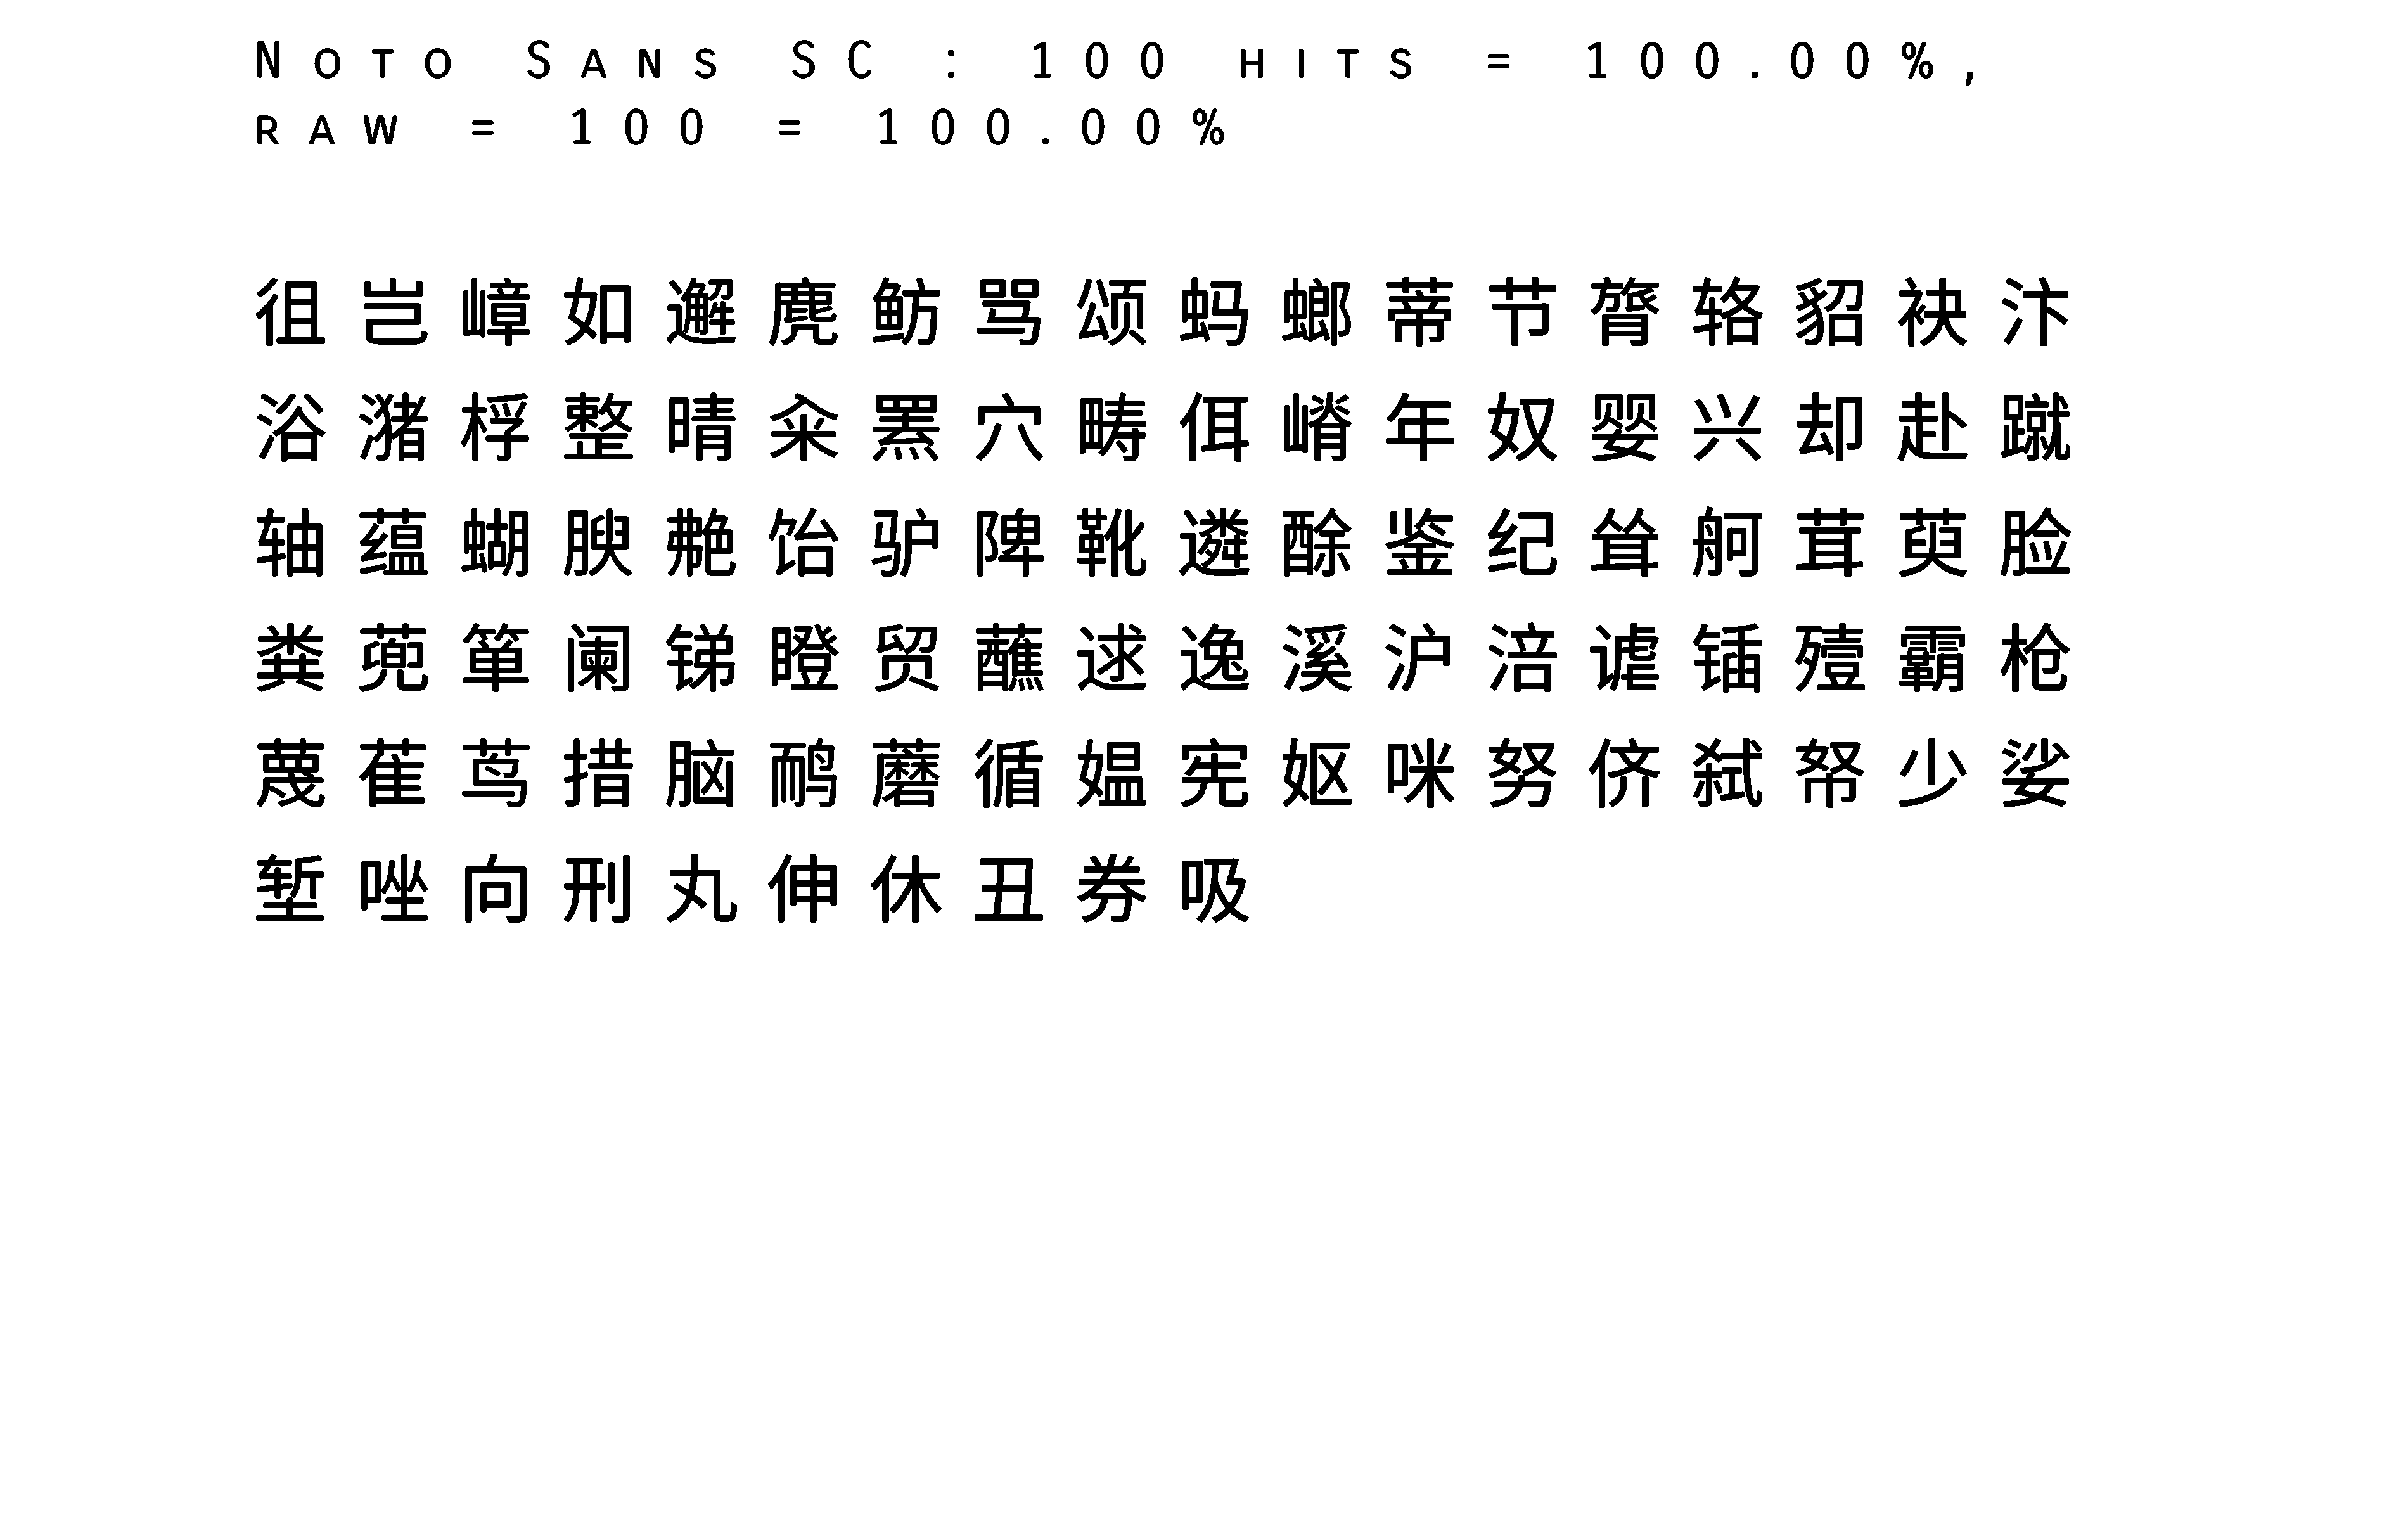 Noto Sans SC : 100 hits = 100.00%,
raw = 100 = 100.00%
徂岂嶂如邂麂鲂骂颂蚂螂蒂节膂辂貂袂汴
浴潴桴整晴籴罴穴畴佴嵴年奴婴兴却赴蹴
轴蕴蝴腴艴饴驴陴靴遴酴鉴纪耸舸茸萸脸
粪蔸箪阑锑瞪贸蘸逑逸溪沪涪谑锸殪霸枪
蔑萑茑措脑鸸蘑循媪宪妪咪努侪弑帑少娑
堑唑向刑丸伸休丑券吸